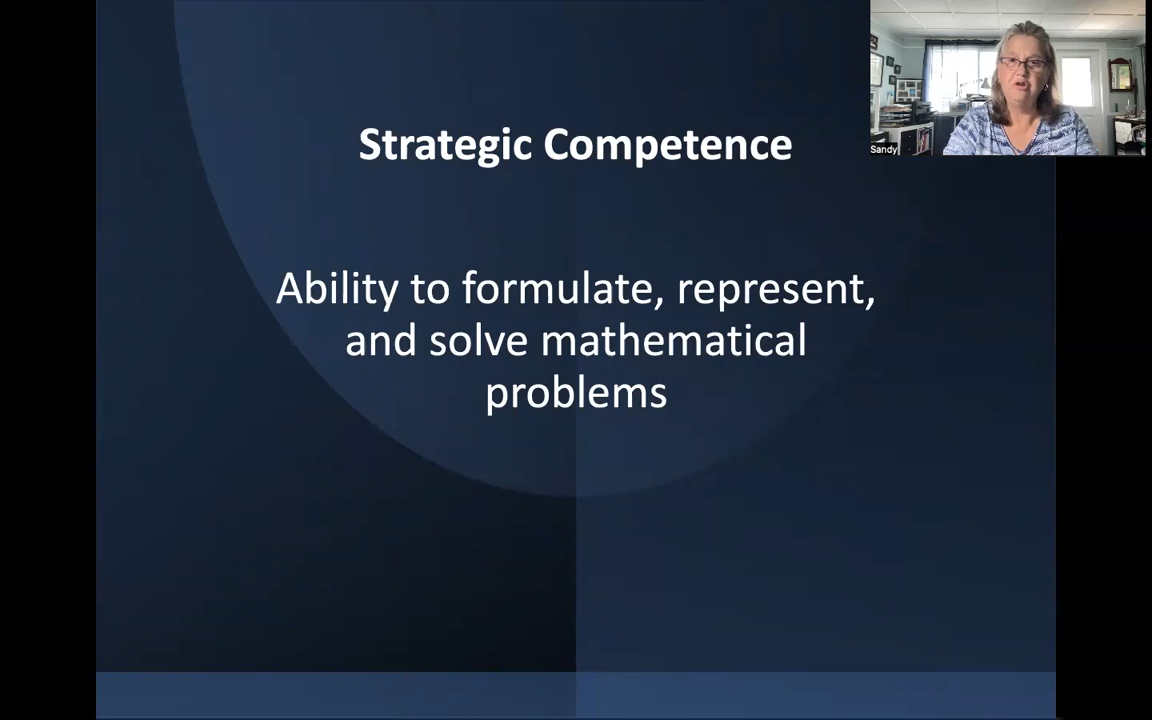 Strategic Competence
Ability to formulate, represent,
and solve mathematical
problems
Sandy